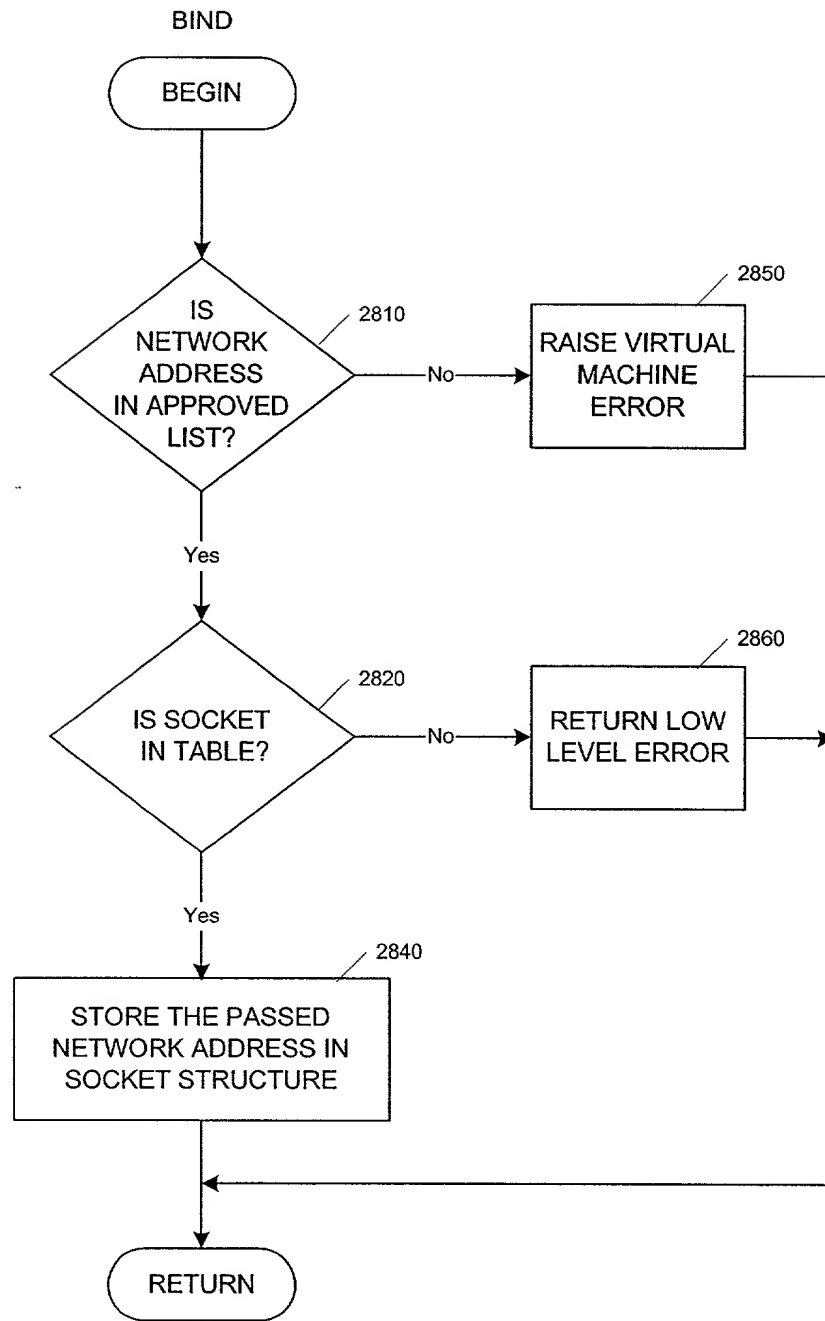 BIND
BEGIN
IS
NETWORK
ADDRESS
IN APPROVED
LIST?
2810
No
2850
RAISE VIRTUAL
MACHINE
ERROR
Yes
IS SOCKET
IN TABLE?
2820
No
2860
RETURN LOW
LEVEL ERROR
Yes
2840
STORE THE PASSED
NETWORK ADDRESS IN
SOCKET STRUCTURE
RETURN